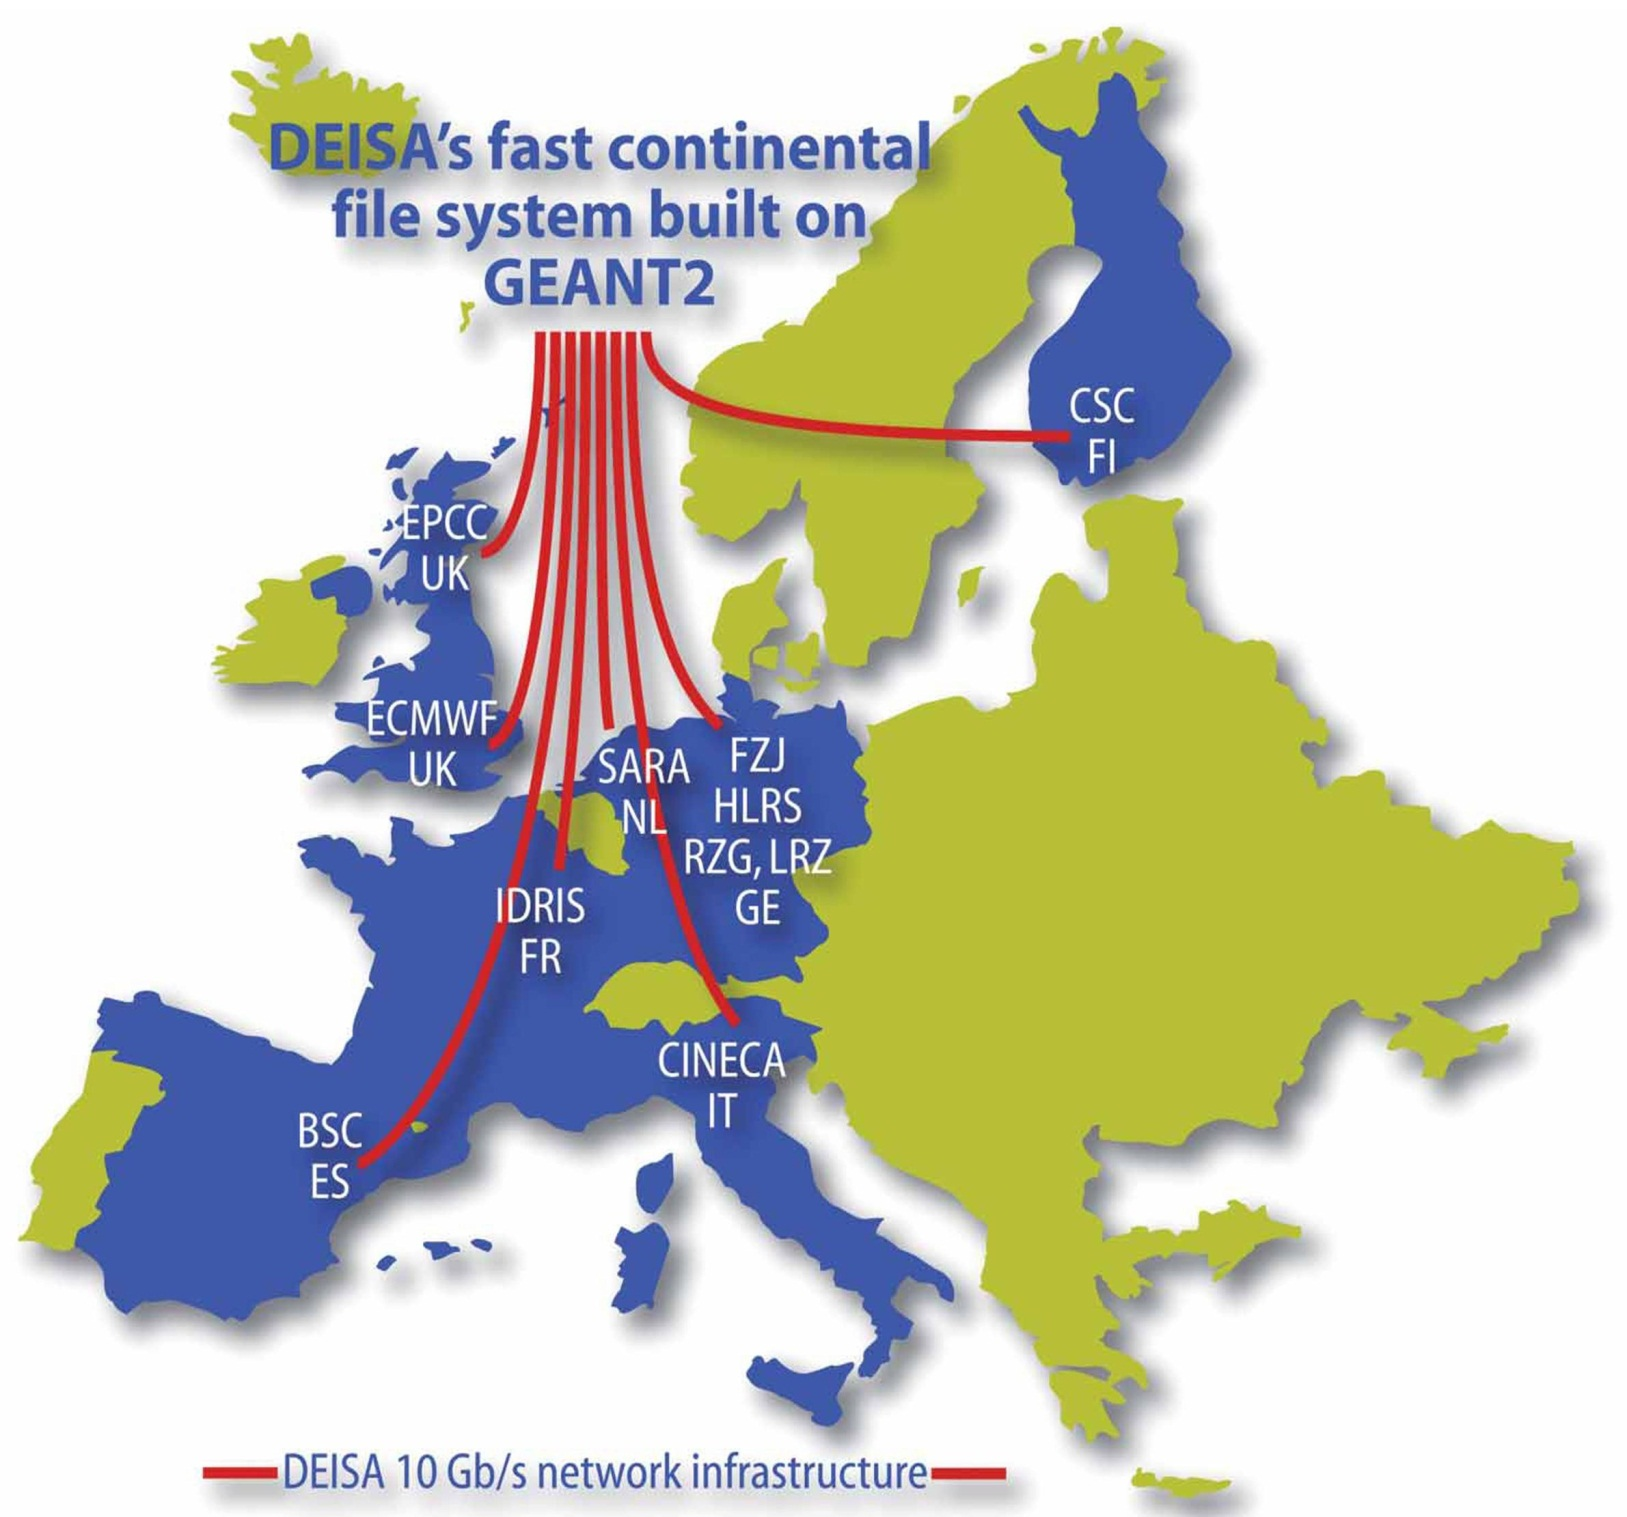 DEISA's fast continental
file system built on
GEANT2
CSC
FI
EPCC
UK
ECMWF
UK
SARA
NL
FZJ
HLRS
RZG, LRZ
GE
IDRIS
FR
CINECA
IT
BSC
ES
DEISA 10 Gb/s network infrastructure